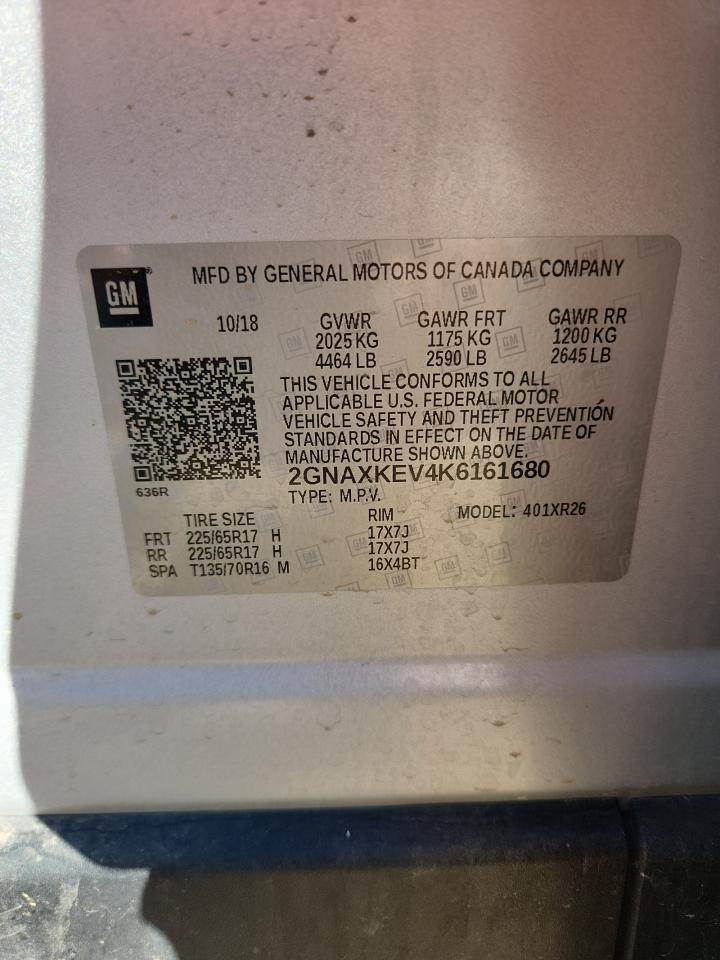 GM
MFD BY GENERAL MOTORS OF CANADA COMPANY
10/18 GVWR GAWR FRT GAWR RR
2025 KG 1175 KG 1200 KG
4464 LB 2590 LB 2645 LB
THIS VEHICLE CONFORMS TO ALL
APPLICABLE U.S. FEDERAL MOTOR
VEHICLE SAFETY AND THEFT PREVENTION
STANDARDS IN EFFECT ON THE DATE OF
MANUFACTURE SHOWN ABOVE.
2GNAXKEV4K6161680
636R
TYPE: M.P.V.
TIRE SIZE RIM MODEL: 401XR26
FRT 225/65R17 H 17X7J
RR 225/65R17 H 17X7J
SPA T135/70R16 M 16X4BT